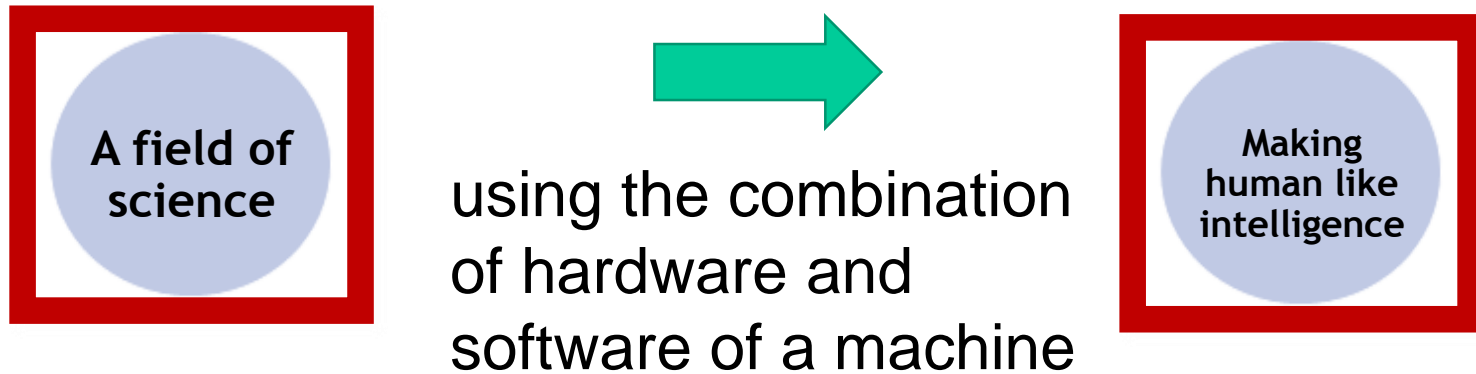 A field of
science
using the combination
of hardware and
software of a machine
Making
human like
intelligence